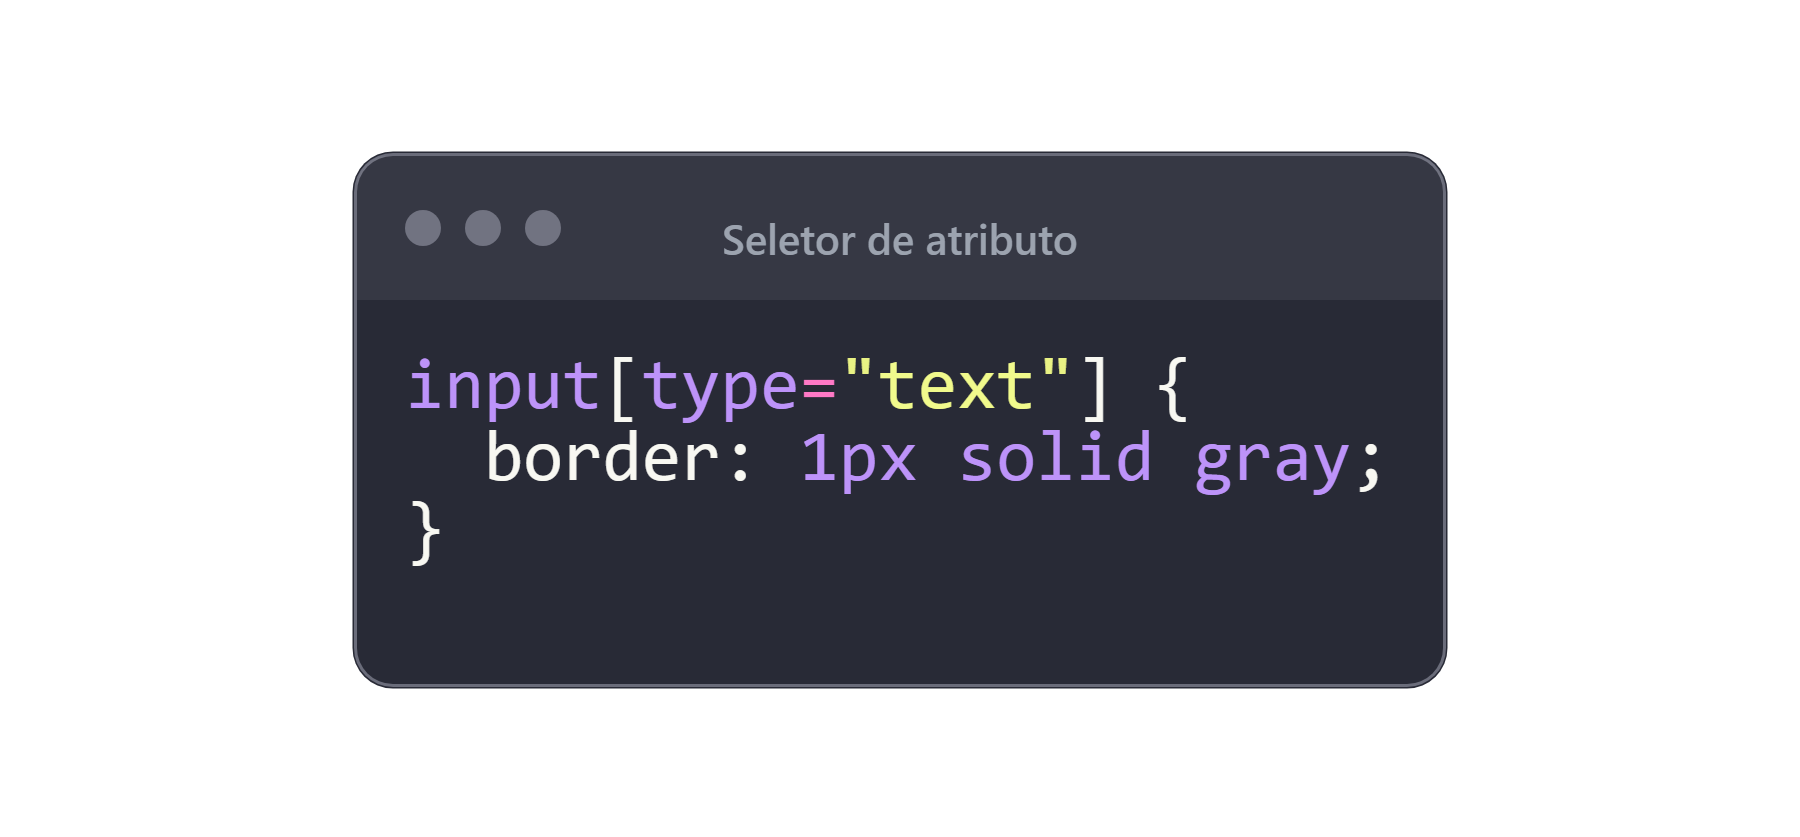 Seletor de atributo
input[type="text"] {
  border: 1px solid gray;
}